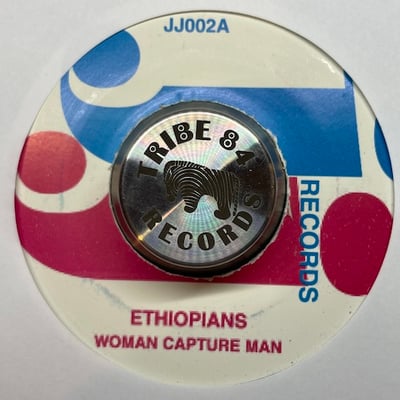 JJ002A
TRIBE 84
RECORDS
RECORDS
ETHIOPIANS
WOMAN CAPTURE MAN